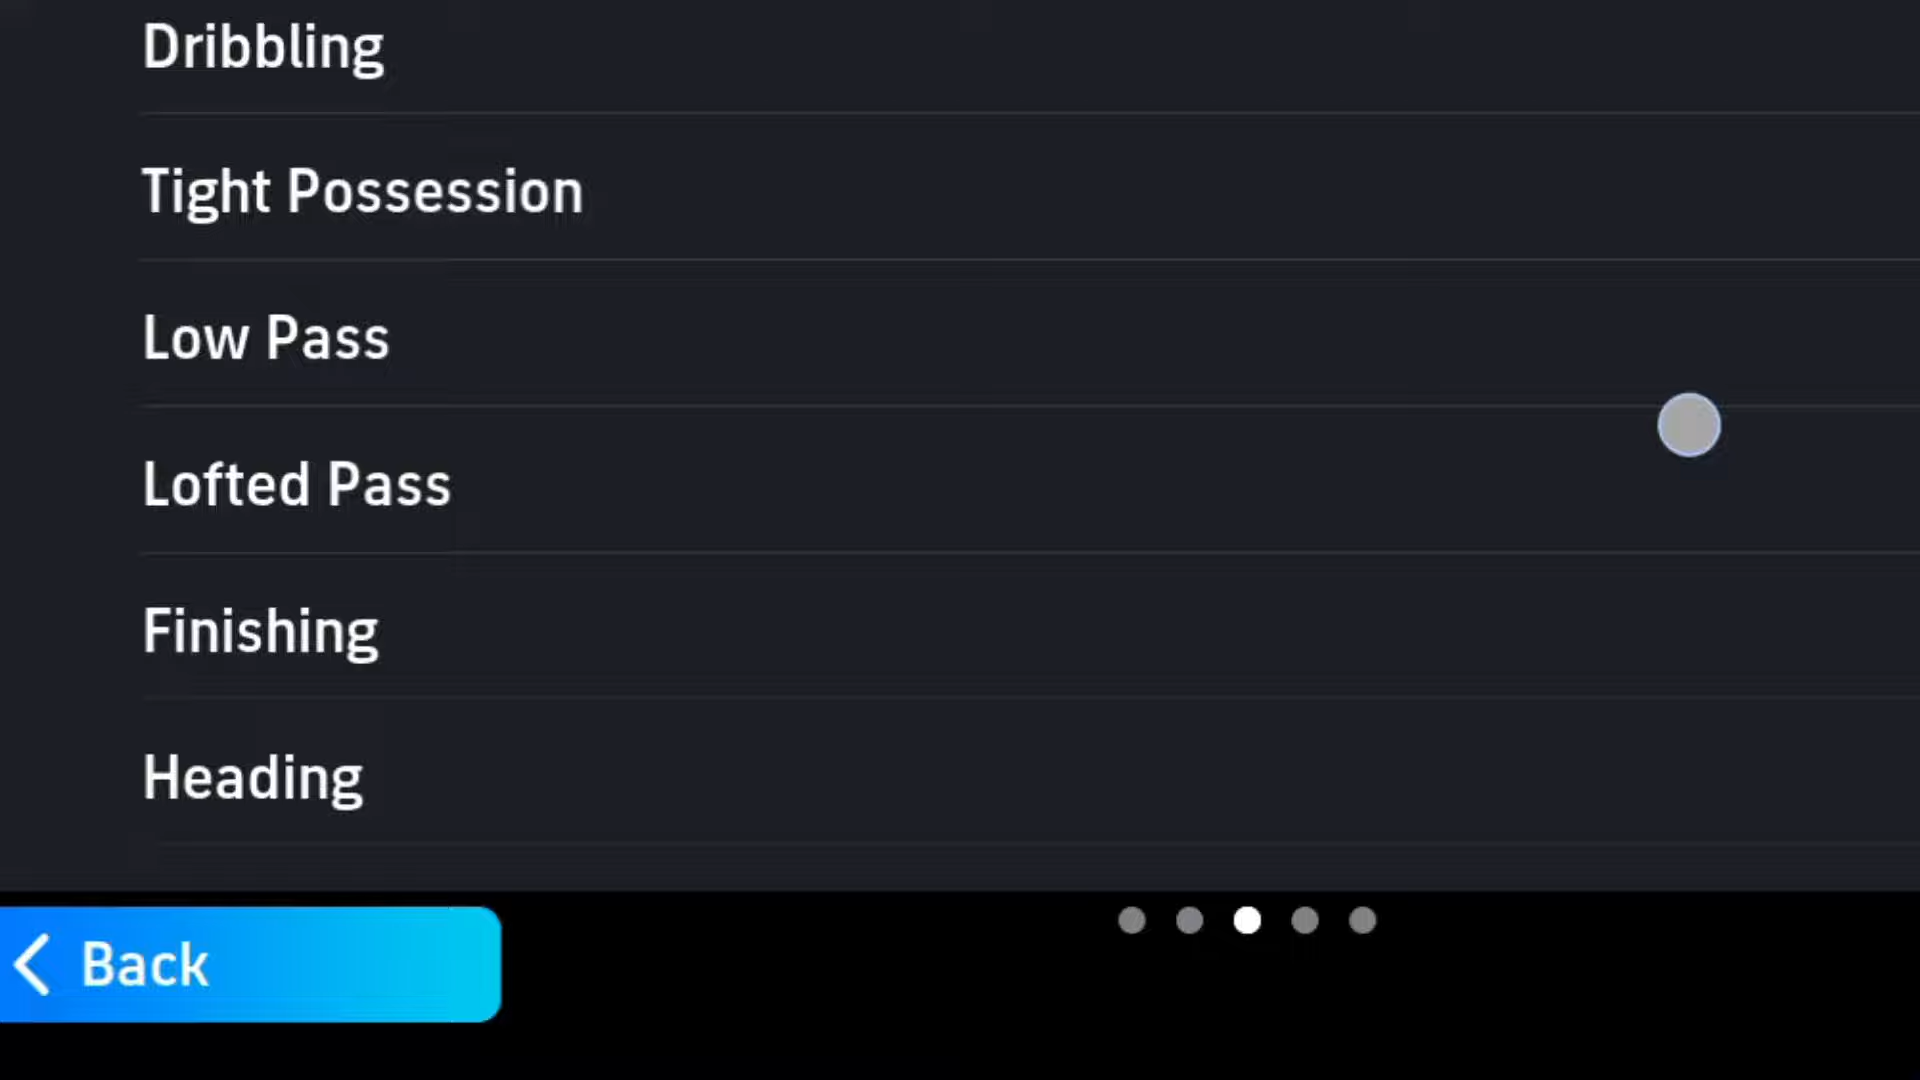 Dribbling
Tight Possession
Low Pass
Lofted Pass
Finishing
Heading
Back